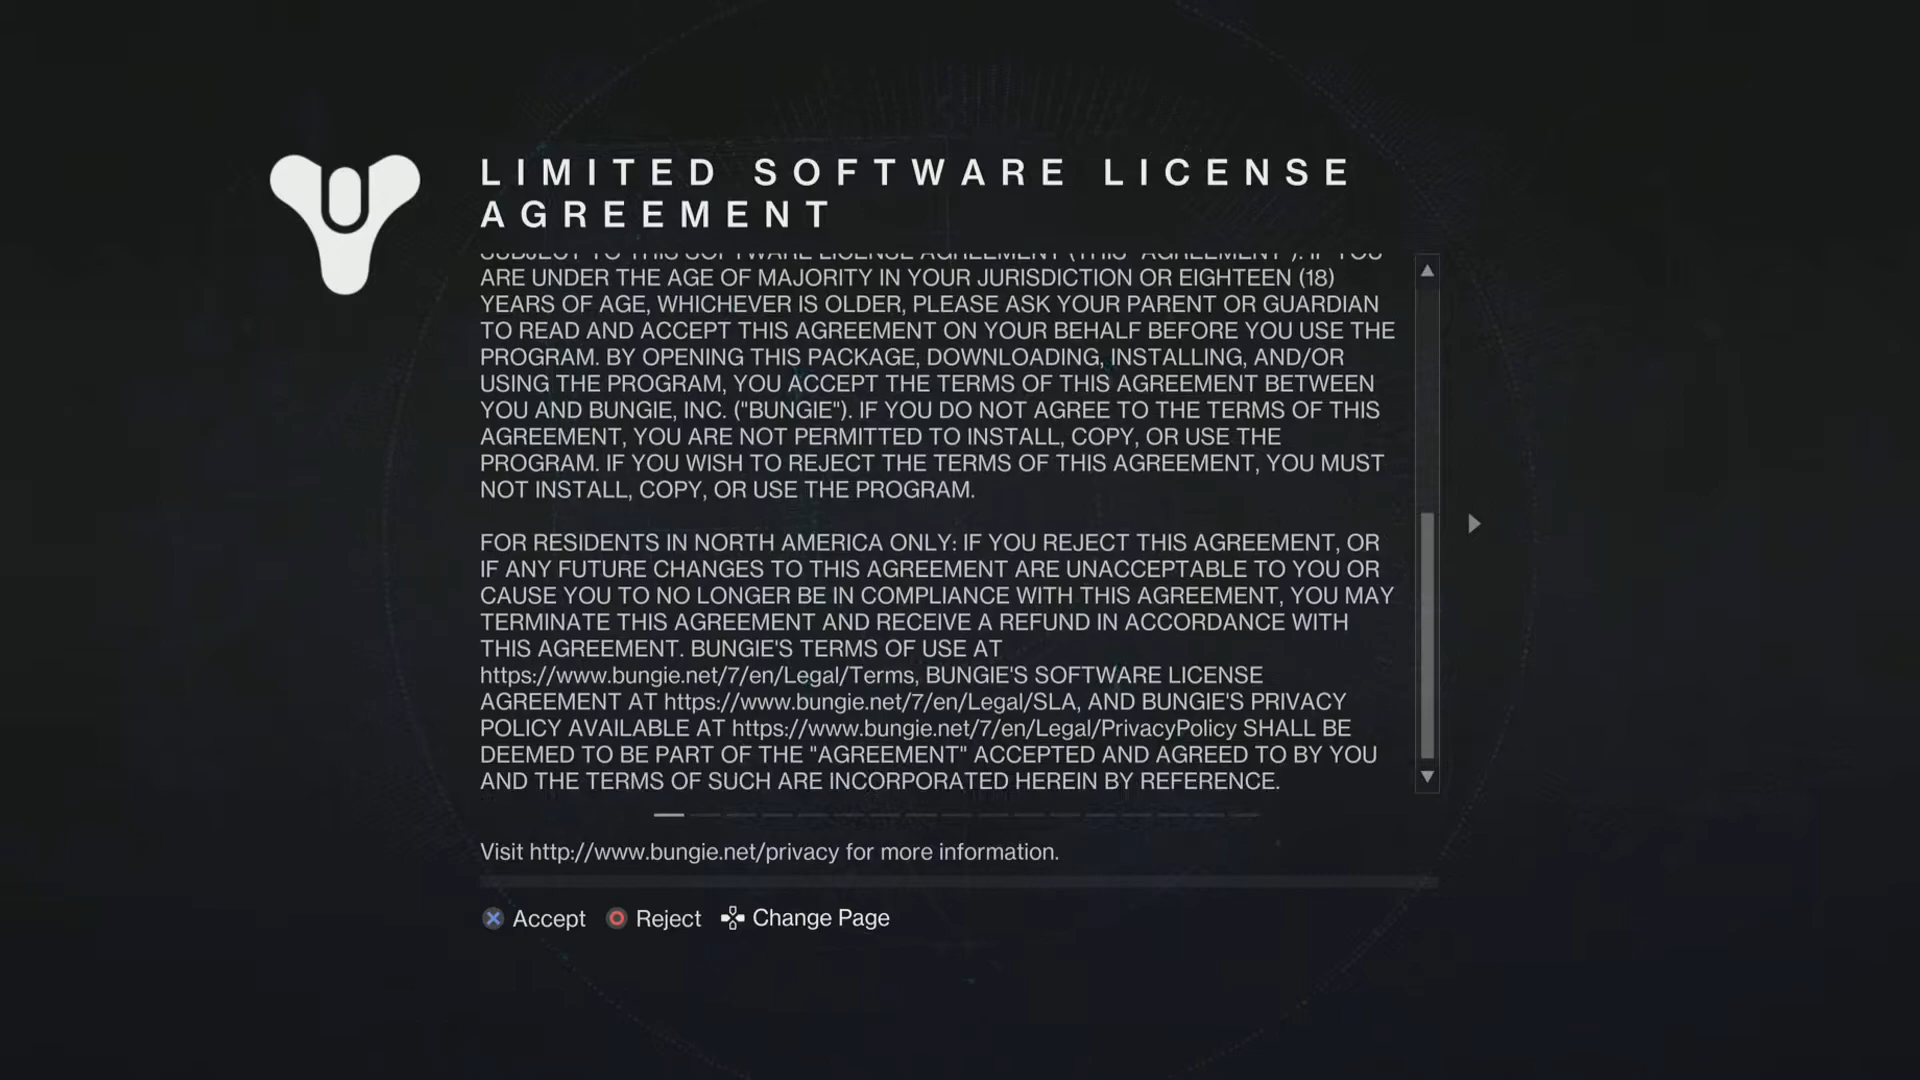 LIMITED SOFTWARE LICENSE
AGREEMENT
SUBJECT TO THIS SOFTWARE LICENSE AGREEMENT (THIS "AGREEMENT"). IF YOU
ARE UNDER THE AGE OF MAJORITY IN YOUR JURISDICTION OR EIGHTEEN (18)
YEARS OF AGE, WHICHEVER IS OLDER, PLEASE ASK YOUR PARENT OR GUARDIAN
TO READ AND ACCEPT THIS AGREEMENT ON YOUR BEHALF BEFORE YOU USE THE
PROGRAM. BY OPENING THIS PACKAGE, DOWNLOADING, INSTALLING, AND/OR
USING THE PROGRAM, YOU ACCEPT THE TERMS OF THIS AGREEMENT BETWEEN
YOU AND BUNGIE, INC. ("BUNGIE"). IF YOU DO NOT AGREE TO THE TERMS OF THIS
AGREEMENT, YOU ARE NOT PERMITTED TO INSTALL, COPY, OR USE THE
PROGRAM. IF YOU WISH TO REJECT THE TERMS OF THIS AGREEMENT, YOU MUST
NOT INSTALL, COPY, OR USE THE PROGRAM.
FOR RESIDENTS IN NORTH AMERICA ONLY: IF YOU REJECT THIS AGREEMENT, OR
IF ANY FUTURE CHANGES TO THIS AGREEMENT ARE UNACCEPTABLE TO YOU OR
CAUSE YOU TO NO LONGER BE IN COMPLIANCE WITH THIS AGREEMENT, YOU MAY
TERMINATE THIS AGREEMENT AND RECEIVE A REFUND IN ACCORDANCE WITH
THIS AGREEMENT. BUNGIE'S TERMS OF USE AT
https://www.bungie.net/7/en/Legal/Terms, BUNGIE'S SOFTWARE LICENSE
AGREEMENT AT https://www.bungie.net/7/en/Legal/SLA, AND BUNGIE'S PRIVACY
POLICY AVAILABLE AT https://www.bungie.net/7/en/Legal/PrivacyPolicy SHALL BE
DEEMED TO BE PART OF THE "AGREEMENT" ACCEPTED AND AGREED TO BY YOU
AND THE TERMS OF SUCH ARE INCORPORATED HEREIN BY REFERENCE.
Visit http://www.bungie.net/privacy for more information.
Accept Reject Change Page